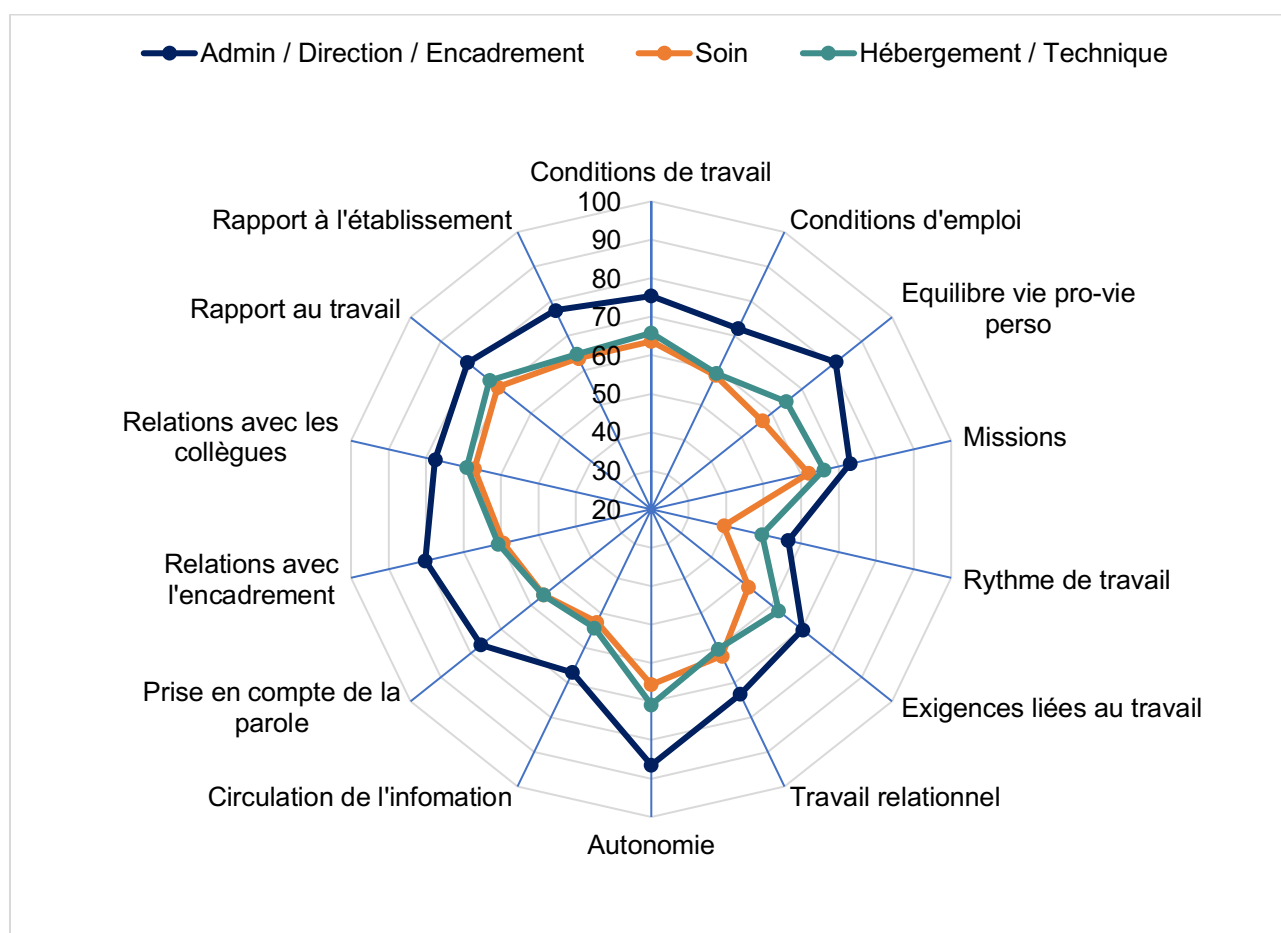 Admin / Direction / Encadrement
Soin
Hébergement / Technique
Conditions de travail
Conditions d'emploi
Equilibre vie pro-vie
perso
Missions
Rythme de travail
Exigences liées au travail
Travail relationnel
Autonomie
Circulation de l'infomation
Prise en compte de la
parole
Relations avec
l'encadrement
Relations avec les
collègues
Rapport au travail
Rapport à l'établissement
100
90
80
70
60
50
40
30
20